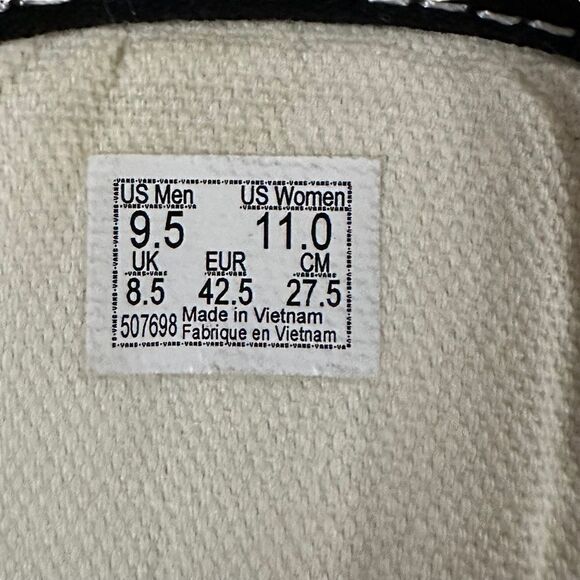 US Men US Women
9.5 11.0
UK EUR CM
8.5 42.5 27.5
507698 Made in Vietnam
Fabrique en Vietnam